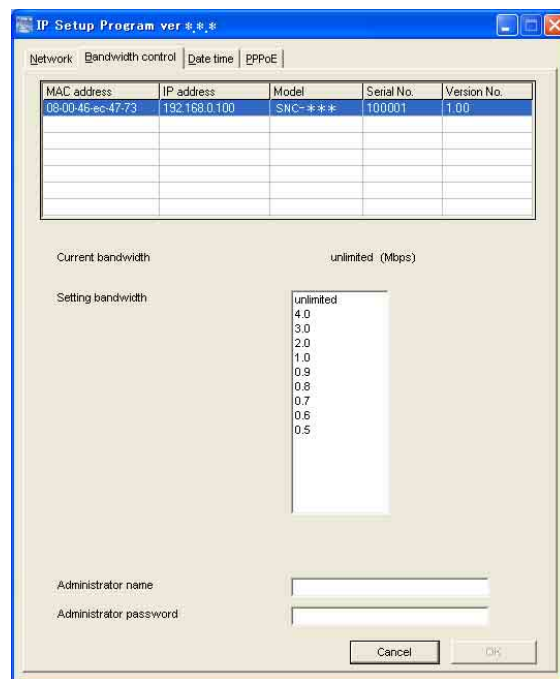 IP Setup Program ver *.*.*
Network Bandwidth control Date time PPPoE
MAC address IP address Model Serial No. Version No.
08-00-46-ec-47-73 192.168.0.100 SNC-*** 100001 1.00
Current bandwidth unlimited (Mbps)
Setting bandwidth unlimited
4.0
3.0
2.0
1.0
0.9
0.8
0.7
0.6
0.5
Administrator name
Administrator password
Cancel OK